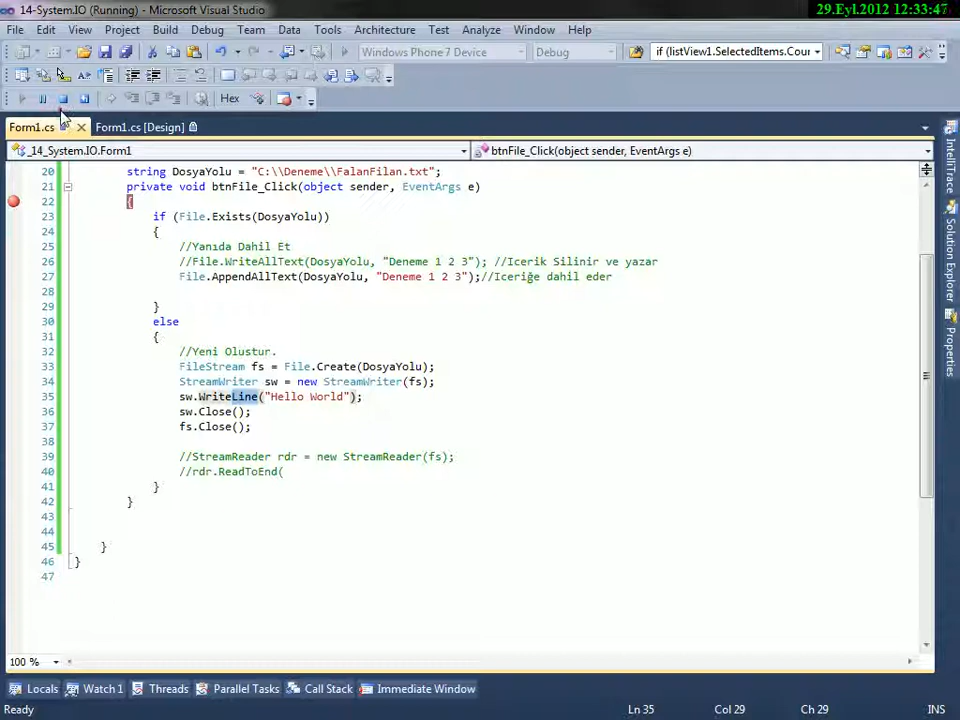 14-System.IO (Running) - Microsoft Visual Studio
29.Eyl.2012 12:33:47
File Edit View Project Build Debug Team Data Tools Architecture Test Analyze Window Help
Windows Phone 7 Device Debug if (listView1.SelectedItems.Cour
Hex
Form1.cs Form1.cs [Design]
_14_System.IO.Form1 btnFile_Click(object sender, EventArgs e)
20 string DosyaYolu = "C:\\Deneme\\FalanFilan.txt";
21 private void btnFile_Click(object sender, EventArgs e)
22 {
23 if (File.Exists(DosyaYolu))
24 {
25 //Yanıda Dahil Et
26 //File.WriteAllText(DosyaYolu, "Deneme 1 2 3"); //Icerik Silinir ve yazar
27 File.AppendAllText(DosyaYolu, "Deneme 1 2 3");//Iceriğe dahil eder
28
29 }
30 else
31 {
32 //Yeni Olustur.
33 FileStream fs = File.Create(DosyaYolu);
34 StreamWriter sw = new StreamWriter(fs);
35 sw.WriteLine("Hello World");
36 sw.Close();
37 fs.Close();
38
39 //StreamReader rdr = new StreamReader(fs);
40 //rdr.ReadToEnd(
41 }
42 }
43
44
45 }
46 }
47
IntelliTrace
Solution Explorer
Properties
100 %
Locals Watch 1 Threads Parallel Tasks Call Stack Immediate Window
Ready Ln 35 Col 29 Ch 29 INS